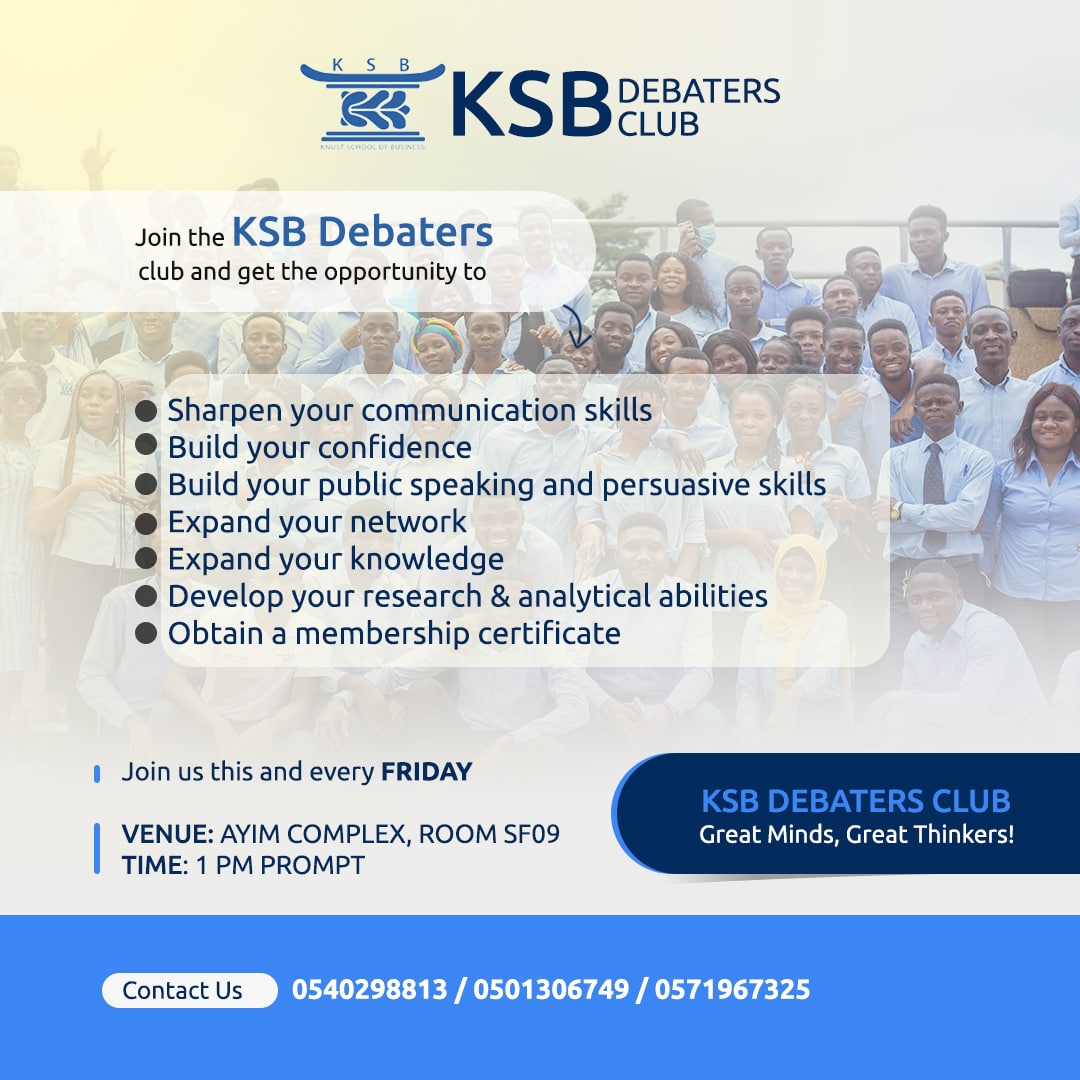 K S B
KNUST SCHOOL OF BUSINESS
KSB DEBATERS
CLUB
Join the KSB Debaters
club and get the opportunity to
Sharpen your communication skills
Build your confidence
Build your public speaking and persuasive skills
Expand your network
Expand your knowledge
Develop your research & analytical abilities
Obtain a membership certificate
Join us this and every FRIDAY
VENUE: AYIM COMPLEX, ROOM SF09
TIME: 1 PM PROMPT
KSB DEBATERS CLUB
Great Minds, Great Thinkers!
Contact Us 0540298813 / 0501306749 / 0571967325